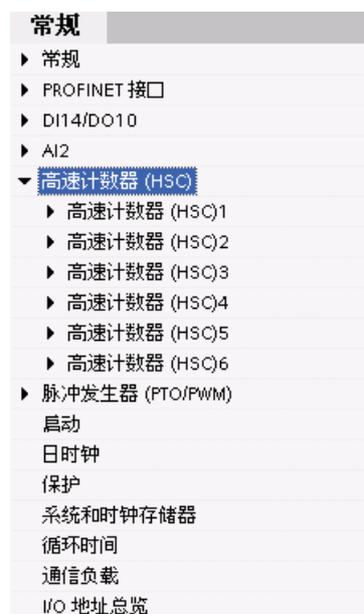 常规
常规
PROFINET 接口
DI14/DO10
AI2
高速计数器 (HSC)
高速计数器 (HSC)1
高速计数器 (HSC)2
高速计数器 (HSC)3
高速计数器 (HSC)4
高速计数器 (HSC)5
高速计数器 (HSC)6
脉冲发生器 (PTO/PWM)
启动
日时钟
保护
系统和时钟存储器
循环时间
通信负载
I/O 地址总览